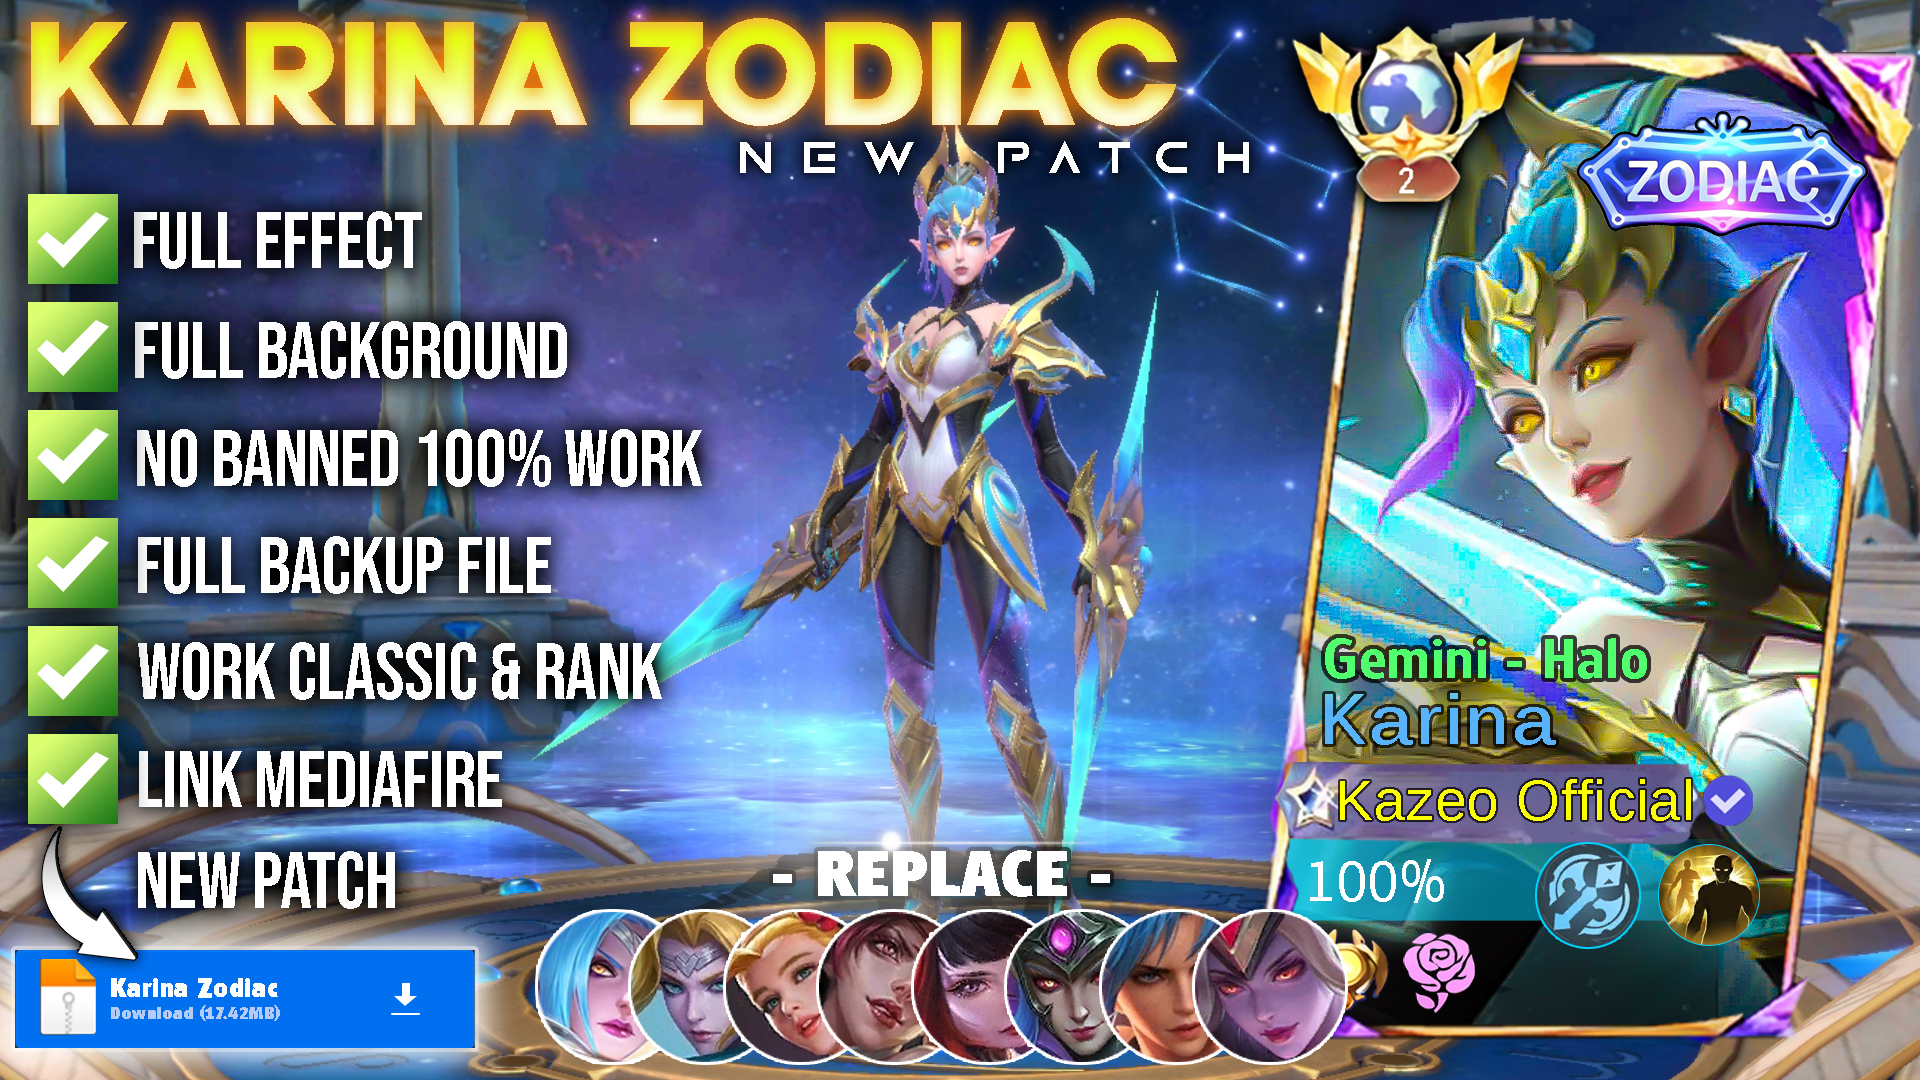 KARINA ZODIAC
NEW PATCH
FULL EFFECT
FULL BACKGROUND
NO BANNED 100% WORK
FULL BACKUP FILE
WORK CLASSIC & RANK
LINK MEDIAFIRE
NEW PATCH
Karina Zodiac
Download (17.42MB)
- REPLACE -
2
ZODIAC
Gemini - Halo
Karina
Kazeo Official
100%